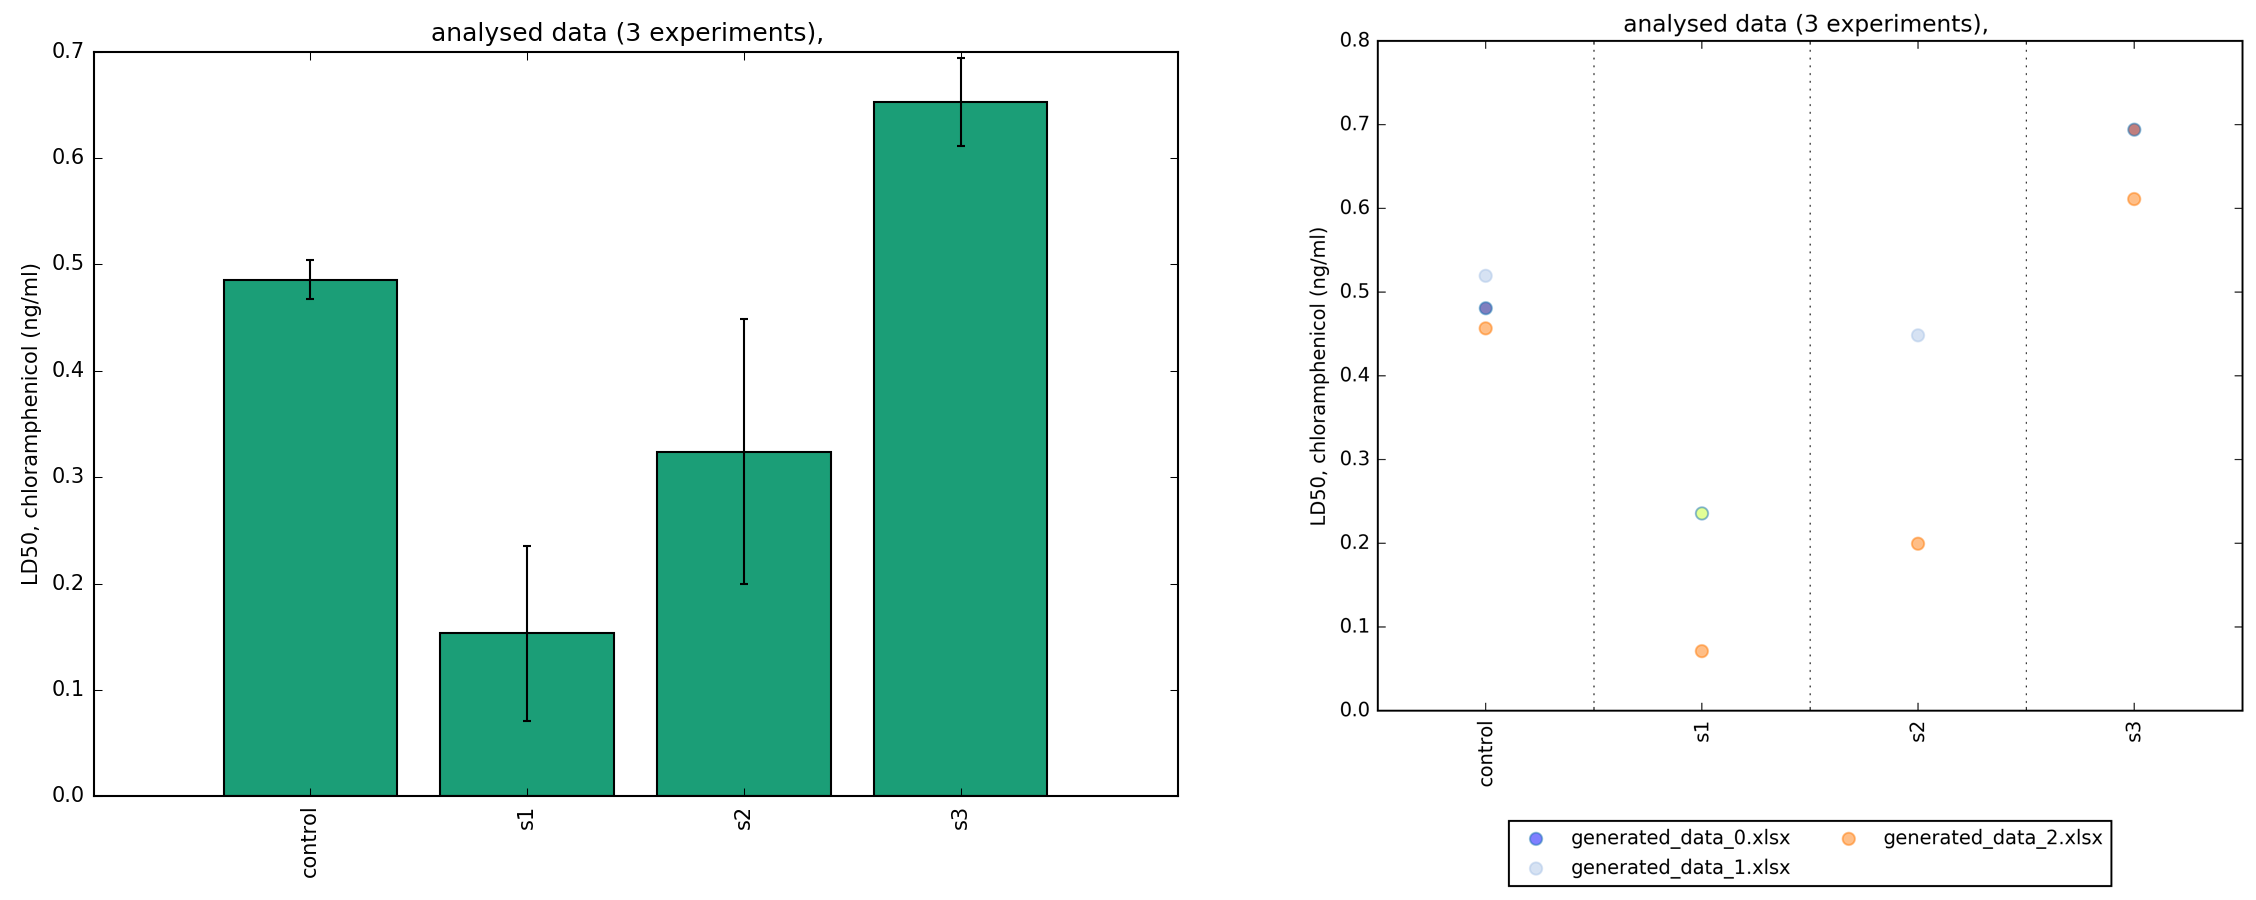 analysed data (3 experiments),
0.7
0.6
0.5
0.4
0.3
0.2
0.1
0.0
LD50, chloramphenicol (ng/ml)
control
s1
s2
s3
analysed data (3 experiments),
0.8
0.7
0.6
0.5
0.4
0.3
0.2
0.1
0.0
LD50, chloramphenicol (ng/ml)
control
s1
s2
s3
generated_data_0.xlsx
generated_data_1.xlsx
generated_data_2.xlsx